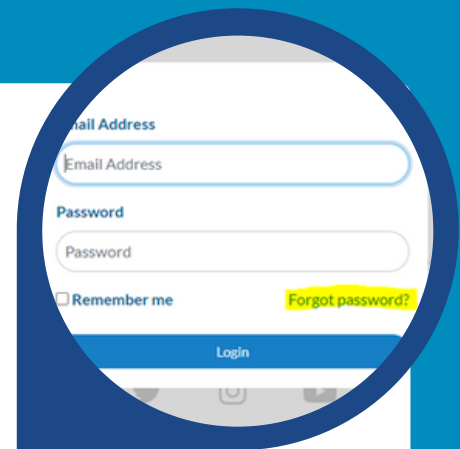 Email Address
Email Address
Password
Password
Remember me
Forgot password?
Login